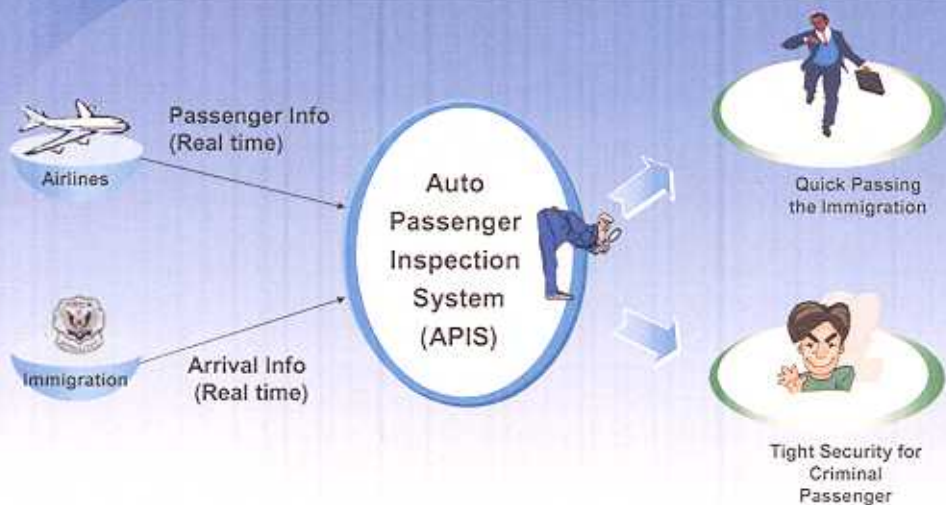 Passenger Info
(Real time)
Airlines
Auto
Passenger
Inspection
System
(APIS)
Quick Passing
the Immigration
Immigration
Arrival Info
(Real time)
Tight Security for
Criminal
Passenger